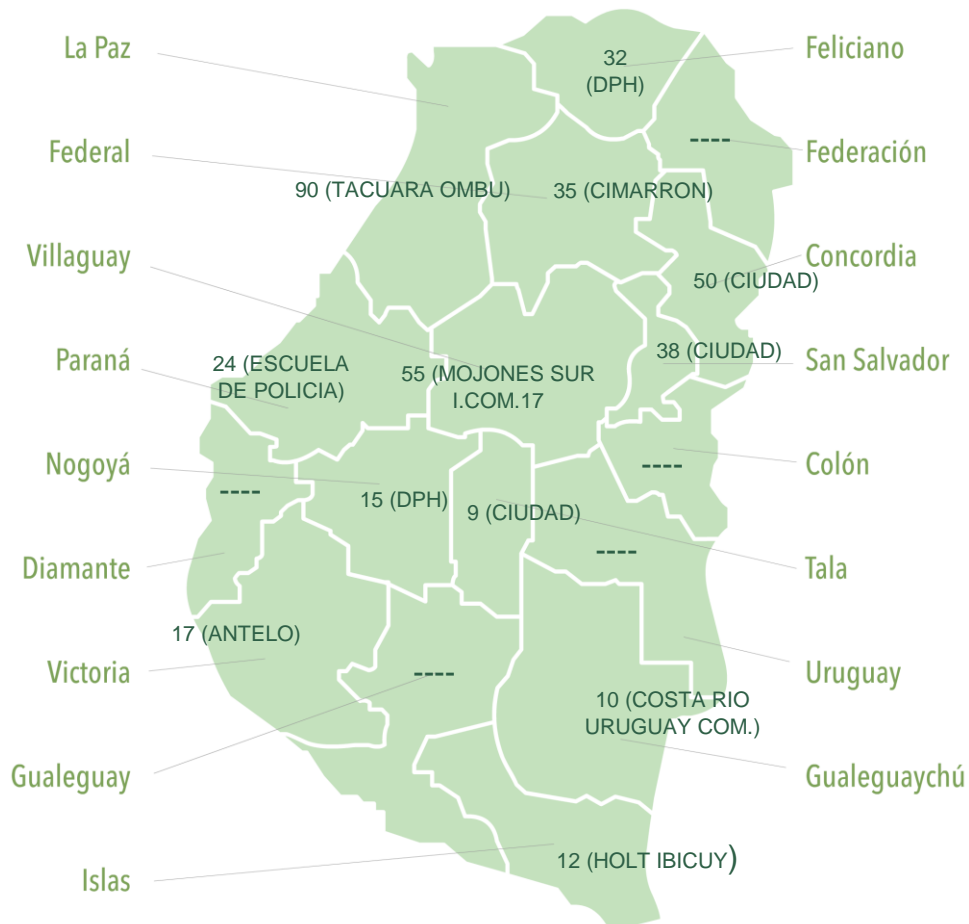 La Paz
32
(DPH)
Feliciano
Federal
----
Federación
90 (TACUARA OMBU)
35 (CIMARRON)
Villaguay
Concordia
50 (CIUDAD)
Paraná
24 (ESCUELA
DE POLICIA)
55 (MOJONES SUR
I.COM.17
38 (CIUDAD)
San Salvador
Nogoyá
----
15 (DPH)
9 (CIUDAD)
----
Colón
Diamante
----
Tala
17 (ANTELO)
Victoria
----
10 (COSTA RIO
URUGUAY COM.)
Uruguay
Gualeguay
Gualeguaychú
Islas
12 (HOLT IBICUY)